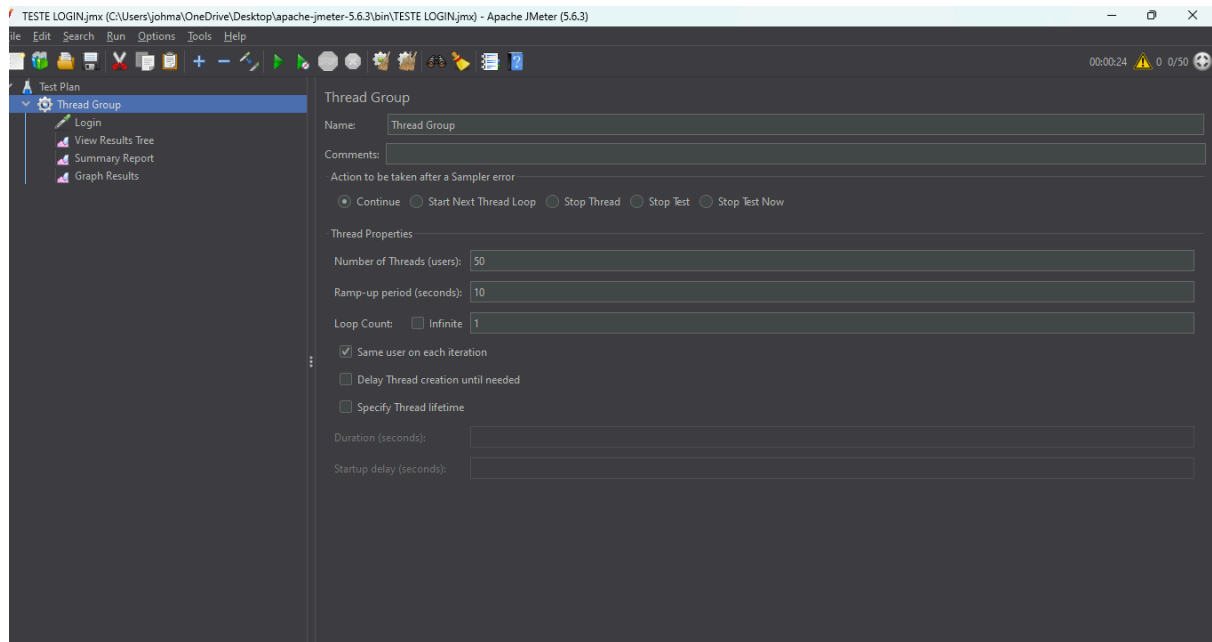 TESTE LOGIN.jmx (C:\Users\johma\OneDrive\Desktop\apache-jmeter-5.6.3\bin\TESTE LOGIN.jmx) - Apache JMeter (5.6.3)
ile Edit Search Run Options Tools Help
00:00:24 0 0/50
Test Plan
Thread Group
Login
View Results Tree
Summary Report
Graph Results
Thread Group
Name: Thread Group
Comments:
Action to be taken after a Sampler error
Continue Start Next Thread Loop Stop Thread Stop Test Stop Test Now
Thread Properties
Number of Threads (users): 50
Ramp-up period (seconds): 10
Loop Count: Infinite 1
Same user on each iteration
Delay Thread creation until needed
Specify Thread lifetime
Duration (seconds):
Startup delay (seconds):